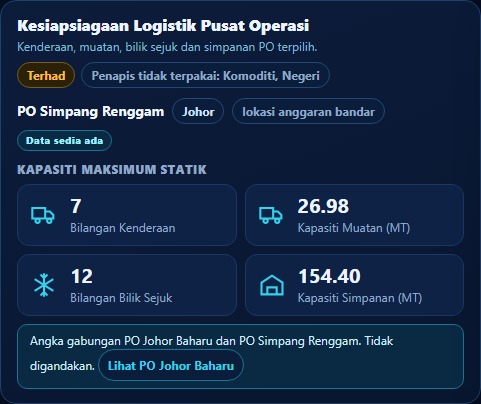 Kesiapsiagaan Logistik Pusat Operasi
Kenderaan, muatan, bilik sejuk dan simpanan PO terpilih.
Terhad
Penapis tidak terpakai: Komoditi, Negeri
PO Simpang Renggam
Johor
lokasi anggaran bandar
Data sedia ada
KAPASITI MAKSIMUM STATIK
7
Bilangan Kenderaan
26.98
Kapasiti Muatan (MT)
12
Bilangan Bilik Sejuk
154.40
Kapasiti Simpanan (MT)
Angka gabungan PO Johor Baharu dan PO Simpang Renggam. Tidak
digandakan. Lihat PO Johor Baharu